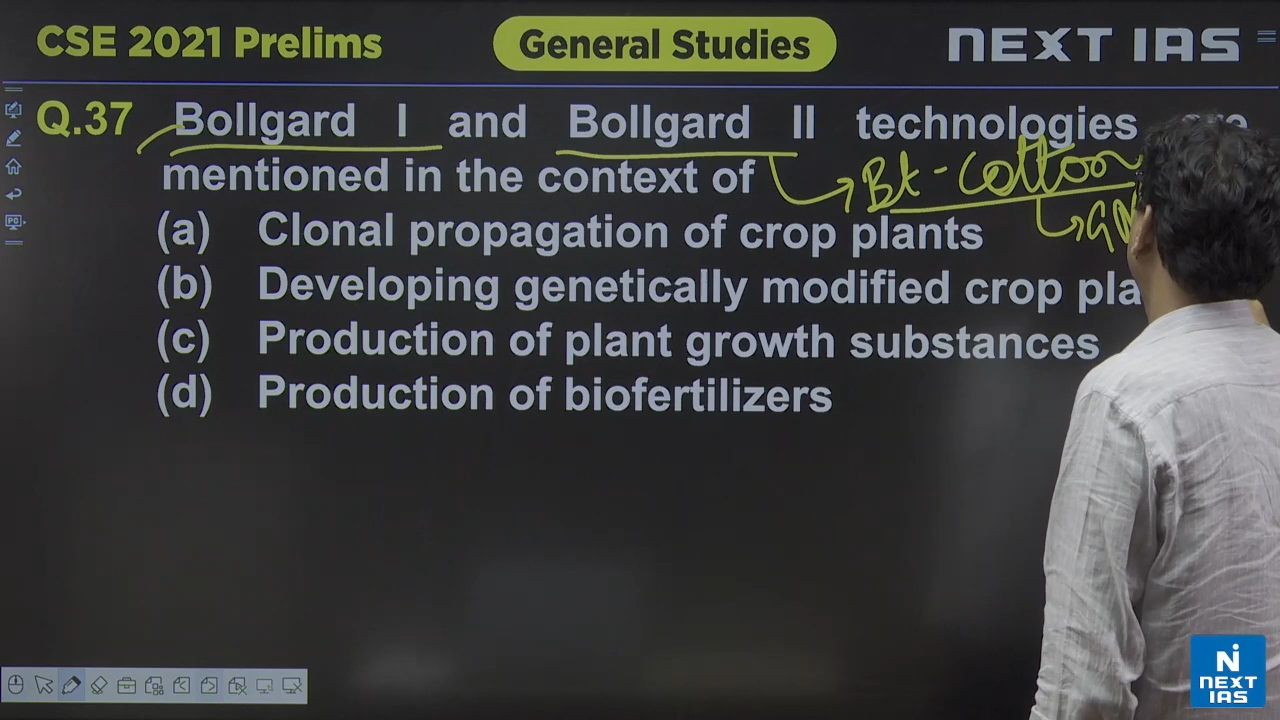 CSE 2021 Prelims
General Studies
NEXT IAS
Q.37 Bollgard I and Bollgard II technologies are
mentioned in the context of
Bt-cotton
(a) Clonal propagation of crop plants
(b) Developing genetically modified crop
(c) Production of plant growth substances
(d) Production of biofertilizers
PC
NEXT
IAS